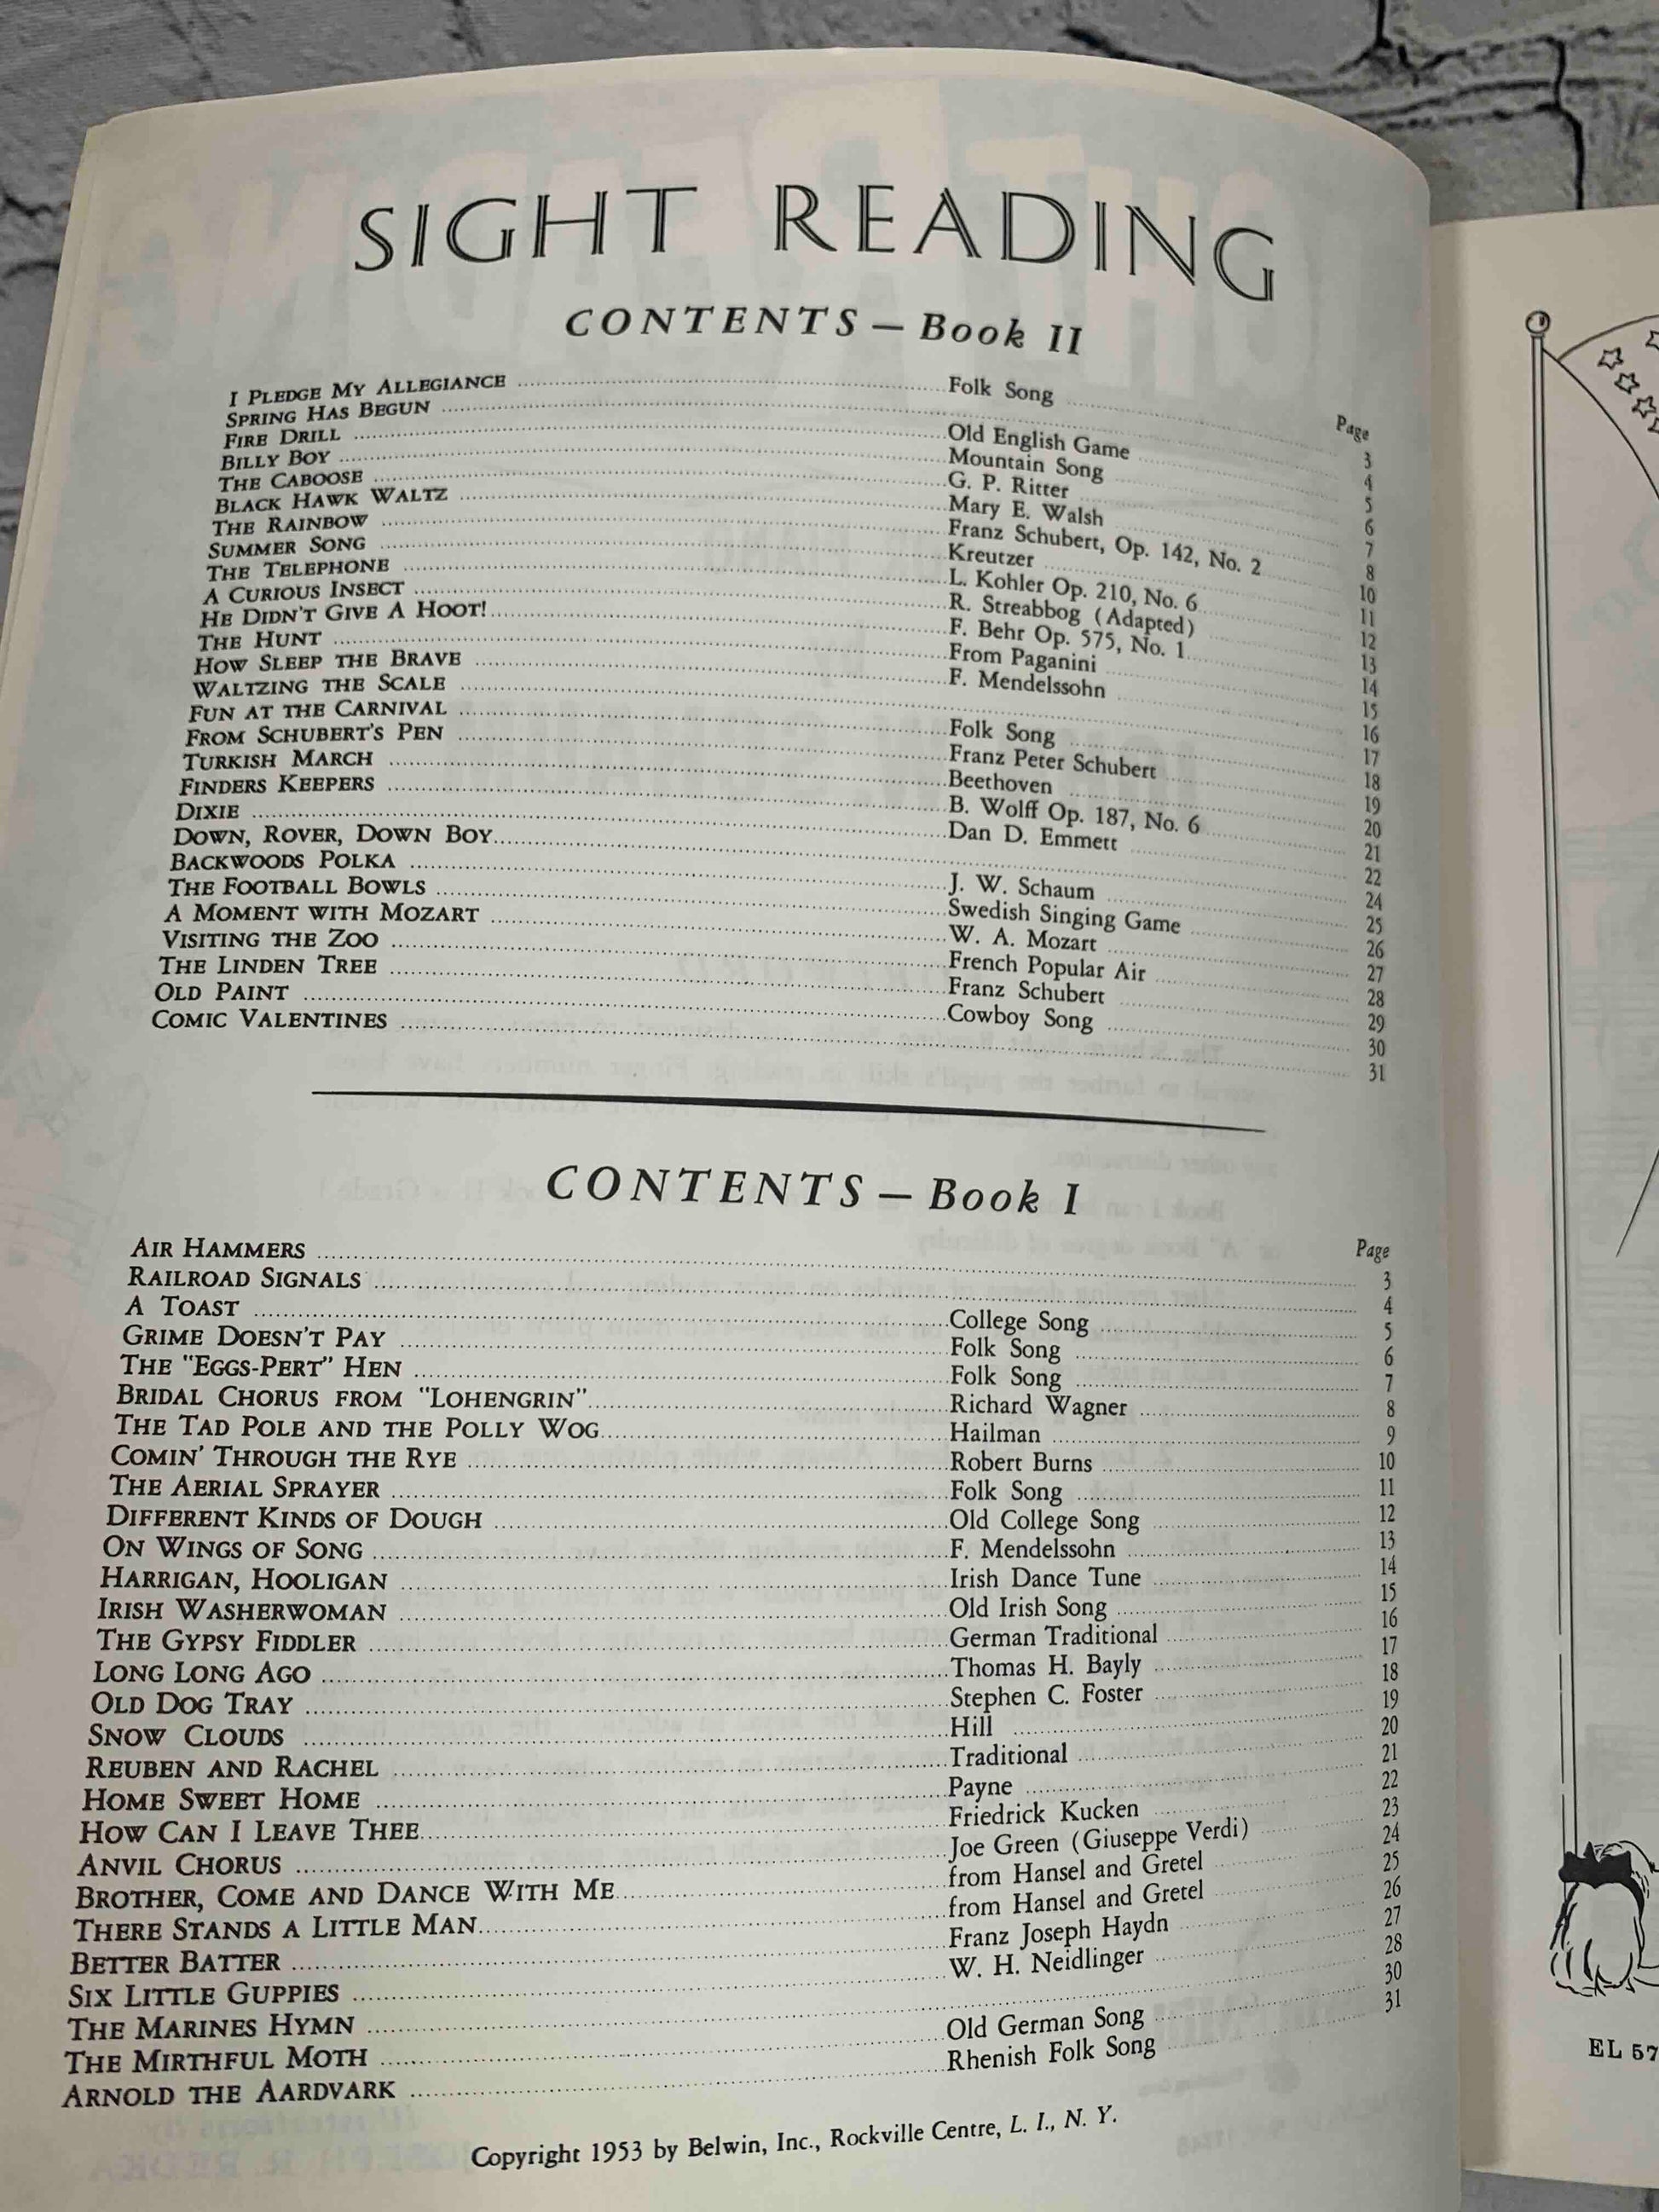 SIGHT READING
CONTENTS — Book II
Page
I PLEDGE MY ALLEGIANCE Folk Song 3
SPRING HAS BEGUN 4
FIRE DRILL Old English Game 5
BILLY BOY Mountain Song 6
THE CABOOSE G. P. Ritter 7
BLACK HAWK WALTZ Mary E. Walsh 8
THE RAINBOW Franz Schubert, Op. 142, No. 2 10
SUMMER SONG Kreutzer 11
THE TELEPHONE L. Kohler Op. 210, No. 6 12
A CURIOUS INSECT R. Streabbog (Adapted) 13
HE DIDN'T GIVE A HOOT! F. Behr Op. 575, No. 1 14
THE HUNT From Paganini 15
HOW SLEEP THE BRAVE F. Mendelssohn 16
WALTZING THE SCALE 17
FUN AT THE CARNIVAL Folk Song 18
FROM SCHUBERT'S PEN Franz Peter Schubert 19
TURKISH MARCH Beethoven 20
FINDERS KEEPERS B. Wolff Op. 187, No. 6 21
DIXIE Dan D. Emmett 22
DOWN, ROVER, DOWN BOY 24
BACKWOODS POLKA J. W. Schaum 25
THE FOOTBALL BOWLS Swedish Singing Game 26
A MOMENT WITH MOZART W. A. Mozart 27
VISITING THE ZOO French Popular Air 28
THE LINDEN TREE Franz Schubert 29
OLD PAINT Cowboy Song 30
COMIC VALENTINES 31
CONTENTS — Book I
Page
AIR HAMMERS 3
RAILROAD SIGNALS 4
A TOAST College Song 5
GRIME DOESN'T PAY Folk Song 6
THE "EGGS-PERT" HEN Folk Song 7
BRIDAL CHORUS FROM "LOHENGRIN" Richard Wagner 8
THE TAD POLE AND THE POLLY WOG Hailman 9
COMIN' THROUGH THE RYE Robert Burns 10
THE AERIAL SPRAYER Folk Song 11
DIFFERENT KINDS OF DOUGH Old College Song 12
ON WINGS OF SONG F. Mendelssohn 13
HARRIGAN, HOOLIGAN Irish Dance Tune 14
IRISH WASHERWOMAN Old Irish Song 15
THE GYPSY FIDDLER German Traditional 16
LONG LONG AGO Thomas H. Bayly 17
OLD DOG TRAY Stephen C. Foster 18
SNOW CLOUDS Hill 19
REUBEN AND RACHEL Traditional 20
HOME SWEET HOME Payne 21
HOW CAN I LEAVE THEE Friedrick Kucken 22
ANVIL CHORUS Joe Green (Giuseppe Verdi) 23
BROTHER, COME AND DANCE WITH ME from Hansel and Gretel 24
THERE STANDS A LITTLE MAN from Hansel and Gretel 25
BETTER BATTER Franz Joseph Haydn 26
SIX LITTLE GUPPIES W. H. Neidlinger 27
THE MARINES HYMN 28
THE MIRTHFUL MOTH Old German Song 30
ARNOLD THE AARDVARK Rhenish Folk Song 31
Copyright 1953 by Belwin, Inc., Rockville Centre, L. I., N. Y.
EL 57